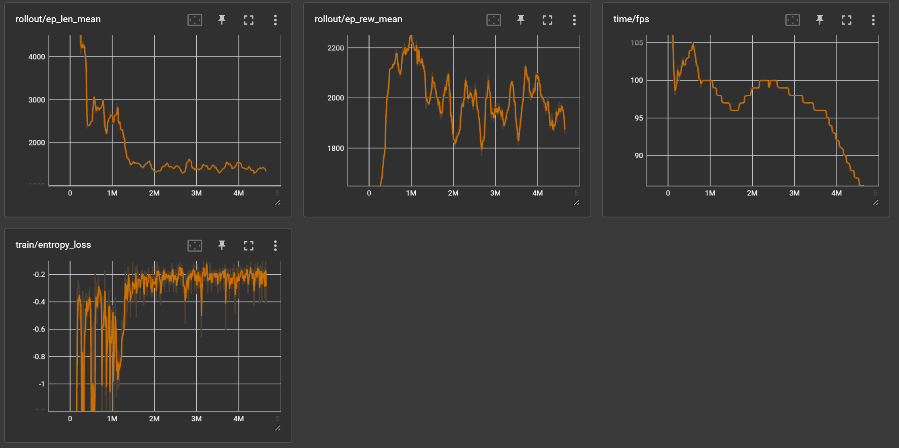 rollout/ep_len_mean
4000
3000
2000
0 1M 2M 3M 4M
rollout/ep_rew_mean
2200
2000
1800
0 1M 2M 3M 4M 5
time/fps
105
100
95
90
0 1M 2M 3M 4M 5
train/entropy_loss
-0.2
-0.4
-0.6
-0.8
-1
0 1M 2M 3M 4M